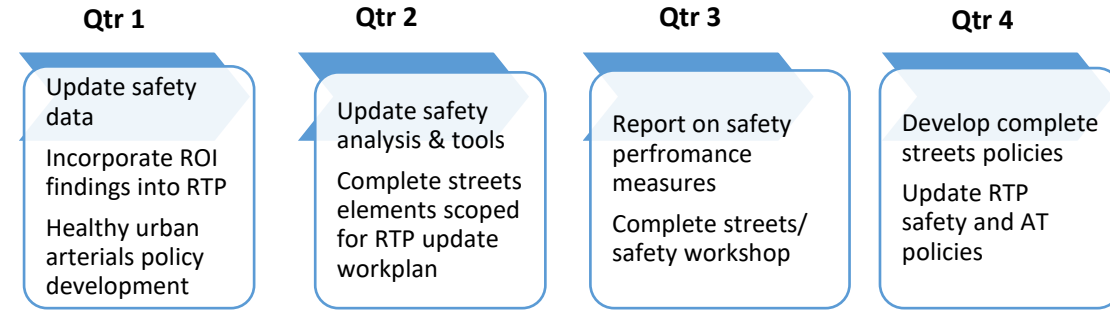 Qtr 1
Update safety
data
Incorporate ROI
findings into RTP
Healthy urban
arterials policy
development
Qtr 2
Update safety
analysis & tools
Complete streets
elements scoped
for RTP update
workplan
Qtr 3
Report on safety
perfromance
measures
Complete streets/
safety workshop
Qtr 4
Develop complete
streets policies
Update RTP
safety and AT
policies